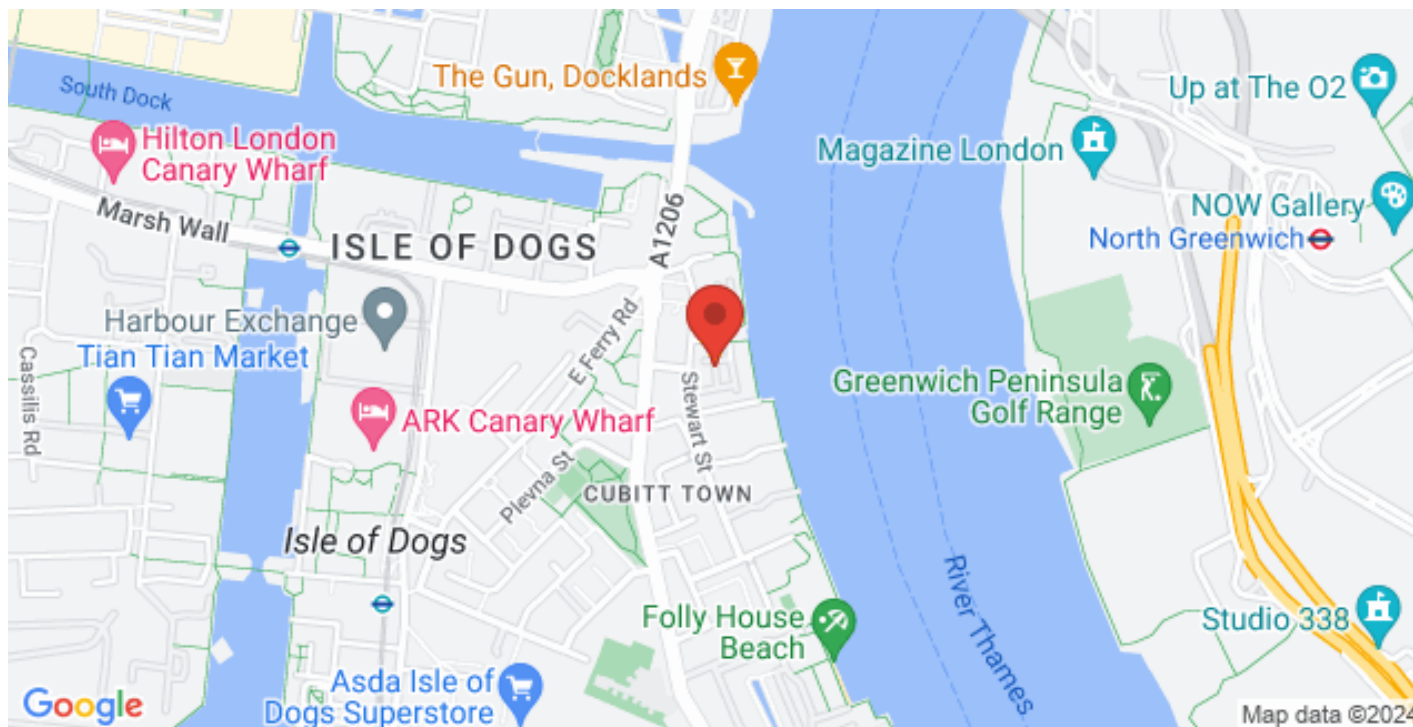 The Gun, Docklands
Up at The O2
South Dock
Hilton London
Canary Wharf
Magazine London
Marsh Wall
A1206
NOW Gallery
ISLE OF DOGS
North Greenwich
Harbour Exchange
E Ferry Rd
Tian Tian Market
Cassilis Rd
Stewart St
Greenwich Peninsula
Golf Range
ARK Canary Wharf
Plevna St
CUBITT TOWN
Isle of Dogs
River Thames
Folly House
Beach
Studio 338
Asda Isle of
Dogs Superstore
Google
Map data ©2024